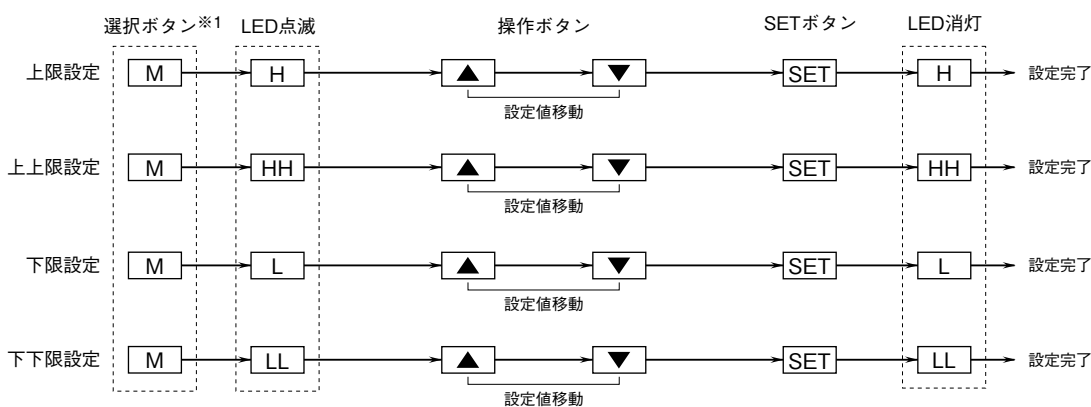 選択ボタン※1 LED点滅 操作ボタン SETボタン LED消灯
上限設定 M H ▲ ▼ SET H 設定完了
設定値移動
上上限設定 M HH ▲ ▼ SET HH 設定完了
設定値移動
下限設定 M L ▲ ▼ SET L 設定完了
設定値移動
下下限設定 M LL ▲ ▼ SET LL 設定完了
設定値移動